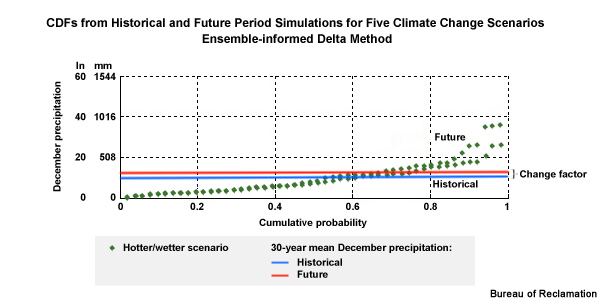 CDFs from Historical and Future Period Simulations for Five Climate Change Scenarios
Ensemble-informed Delta Method
In mm
60 1544
40 1016
20 508
0 0
December precipitation
Future
Historical
Change factor
0 0.2 0.4 0.6 0.8 1
Cumulative probability
Hotter/wetter scenario
30-year mean December precipitation:
Historical
Future
Bureau of Reclamation